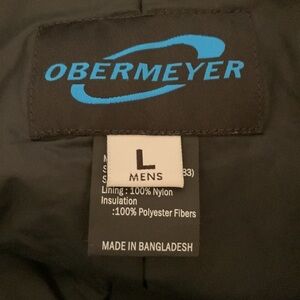 OBERMEYER
L
MENS
Lining: 100% Nylon
Insulation
:100% Polyester Fibers
MADE IN BANGLADESH